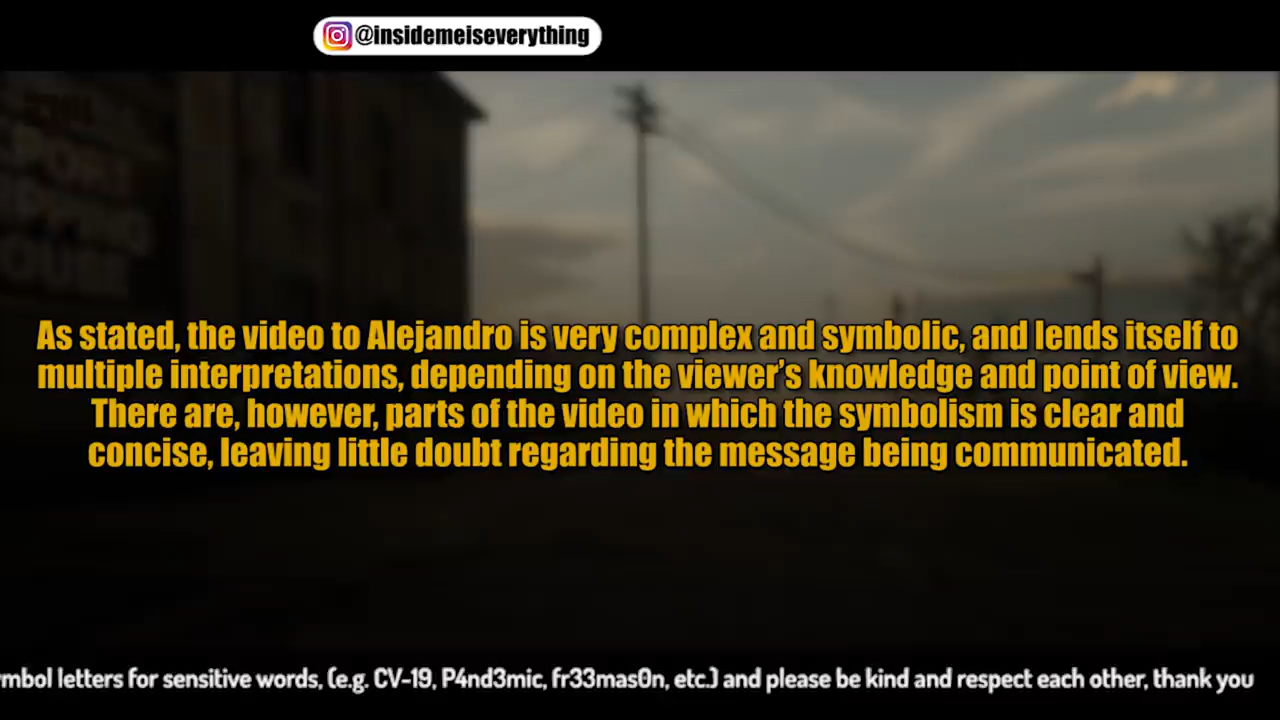 @insidemeiseverything
As stated, the video to Alejandro is very complex and symbolic, and lends itself to
multiple interpretations, depending on the viewer’s knowledge and point of view.
There are, however, parts of the video in which the symbolism is clear and
concise, leaving little doubt regarding the message being communicated.
letters for sensitive words, (e.g. CV-19, P4nd3mic, fr33mas0n, etc.) and please be kind and respect each other, thank you